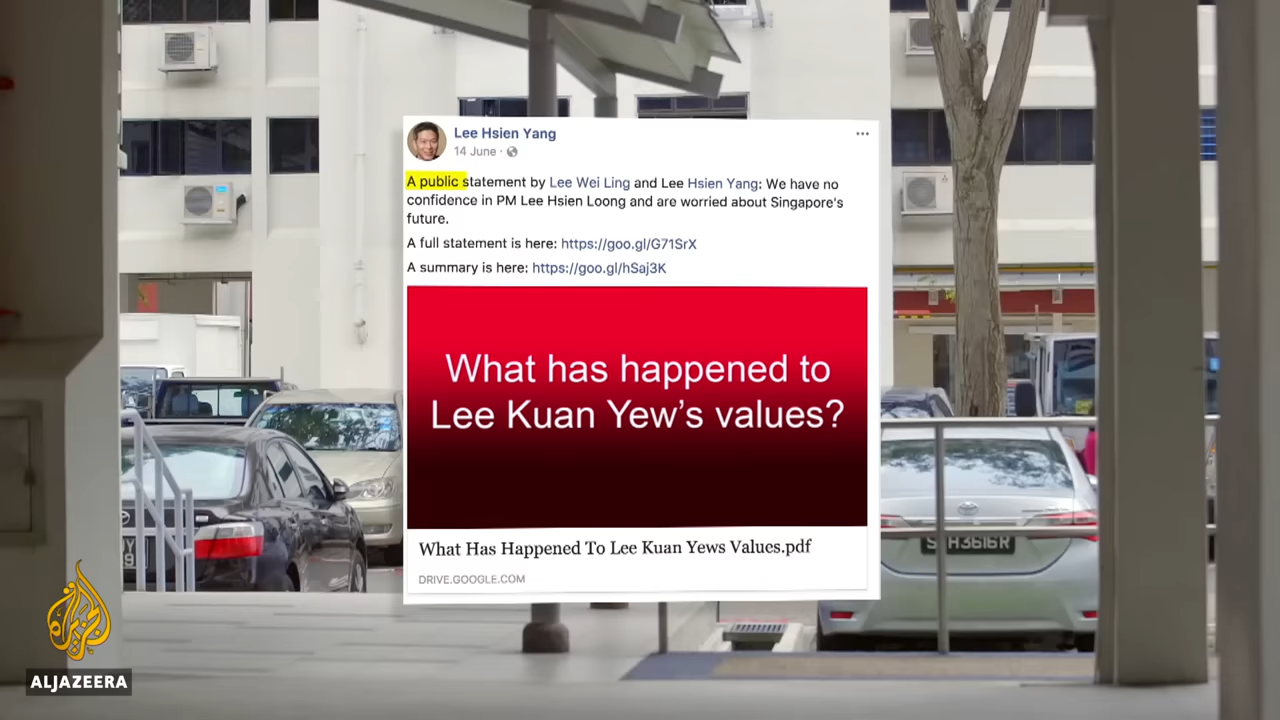 Lee Hsien Yang
14 June
A public statement by Lee Wei Ling and Lee Hsien Yang: We have no
confidence in PM Lee Hsien Loong and are worried about Singapore's
future.
A full statement is here: https://goo.gl/G71SrX
A summary is here: https://goo.gl/hSaj3K
What has happened to
Lee Kuan Yew's values?
What Has Happened To Lee Kuan Yews Values.pdf
DRIVE.GOOGLE.COM
ALJAZEERA